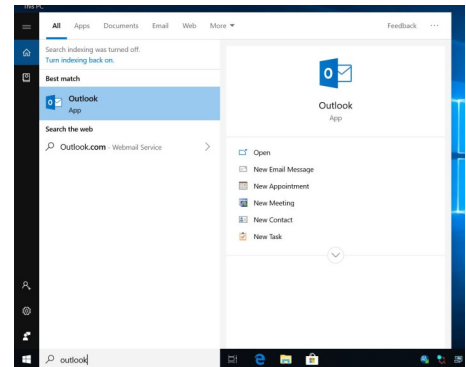 This PC
All Apps Documents Email Web More Feedback ...
Search indexing was turned off.
Turn indexing back on.
Best match
Outlook
App
Search the web
Outlook.com - Webmail Service
Outlook
App
Open
New Email Message
New Appointment
New Meeting
New Contact
New Task
outlook